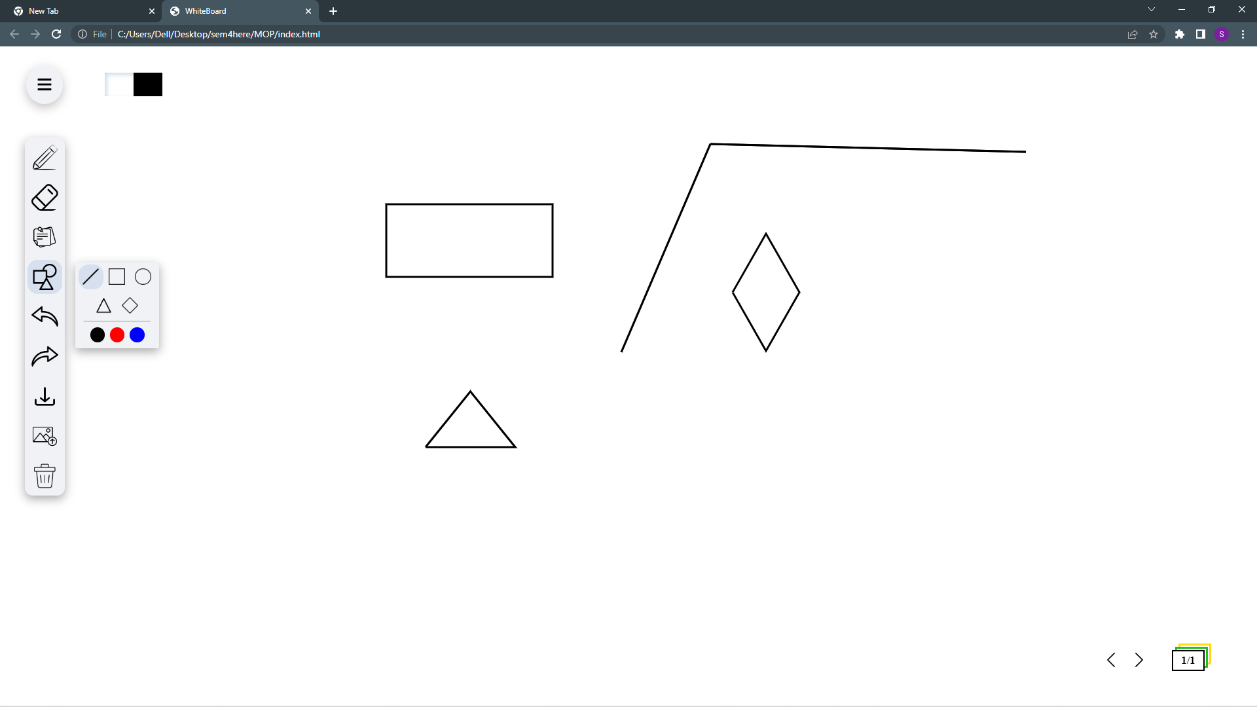 New Tab
WhiteBoard
File
C:/Users/Dell/Desktop/sem4here/MOP/index.html
S
1/1